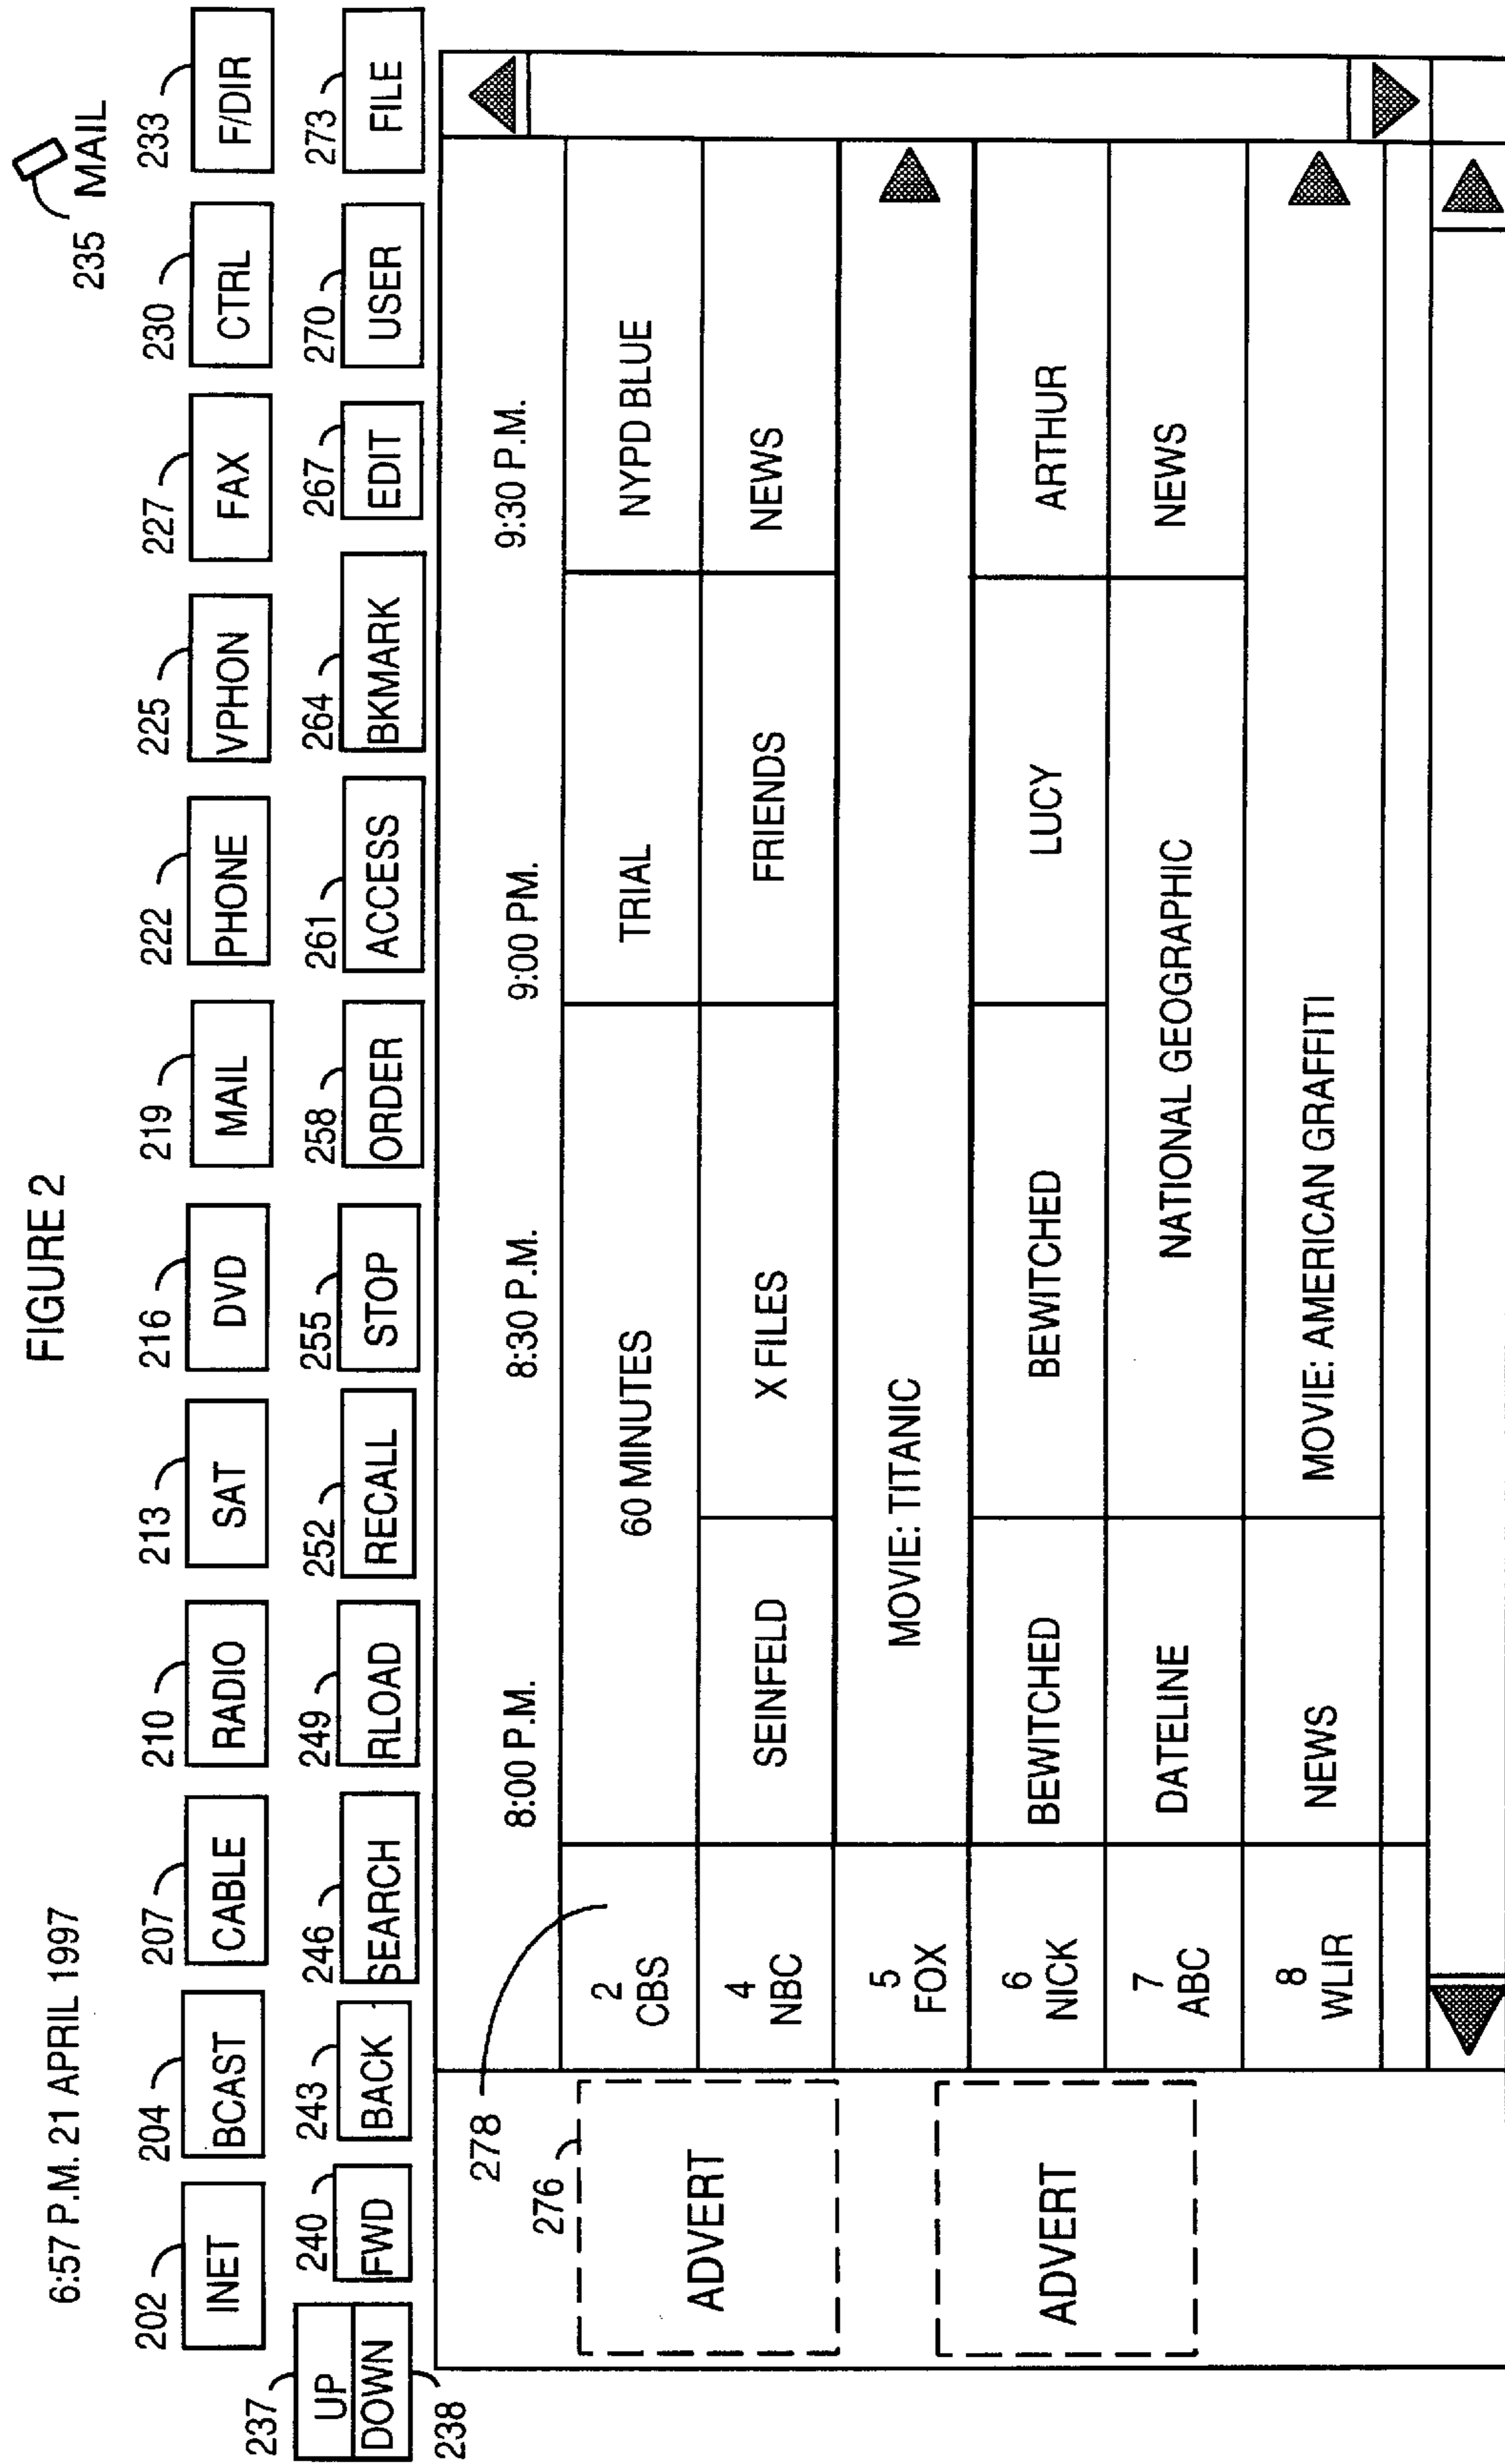 FIGURE 2
6:57 P.M. 21 APRIL 1997
235 MAIL
202 204 207 210 213 216 219 222 225 227 230 233
INET BCAST CABLE RADIO SAT DVD MAIL PHONE VPHON FAX CTRL F/DIR
237 240 243 246 249 252 255 258 261 264 267 270 273
UP
DOWN FWD BACK SEARCH RLOAD RECALL STOP ORDER ACCESS BKMARK EDIT USER FILE
238
278
8:00 P.M. 8:30 P.M. 9:00 PM. 9:30 P.M.
276
ADVERT
2
CBS 60 MINUTES TRIAL NYPD BLUE
4
NBC SEINFELD X FILES FRIENDS NEWS
5
FOX MOVIE: TITANIC
ADVERT
6
NICK BEWITCHED BEWITCHED LUCY ARTHUR
7
ABC DATELINE NATIONAL GEOGRAPHIC NEWS
8
WLIR NEWS MOVIE: AMERICAN GRAFFITI